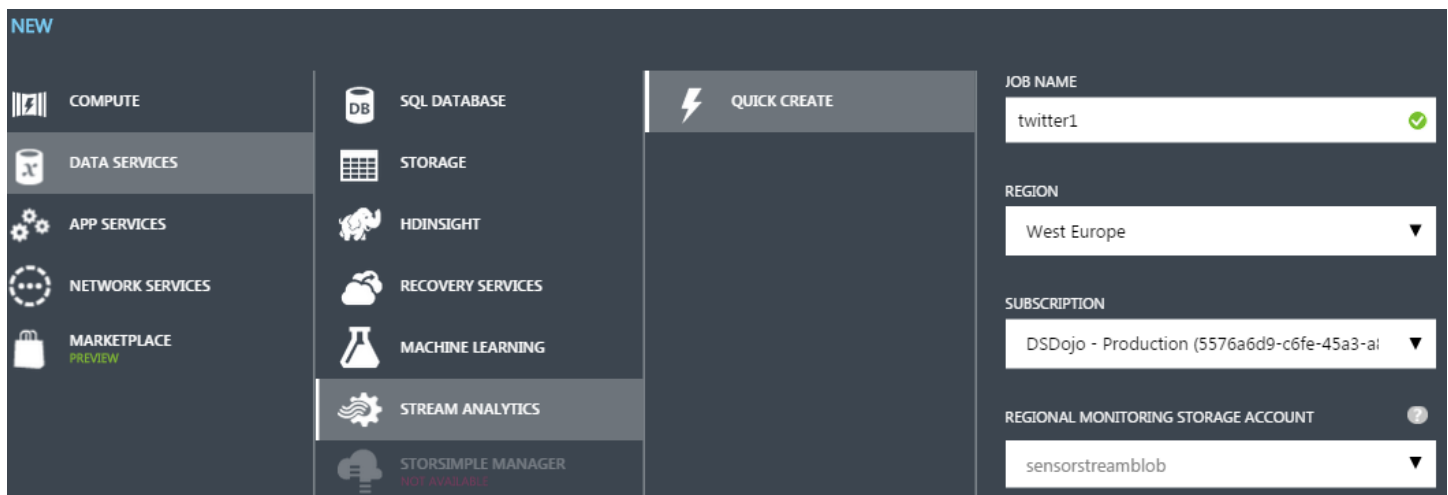 NEW
COMPUTE
DATA SERVICES
APP SERVICES
NETWORK SERVICES
MARKETPLACE
PREVIEW
DB
SQL DATABASE
STORAGE
HDINSIGHT
RECOVERY SERVICES
MACHINE LEARNING
STREAM ANALYTICS
STORSIMPLE MANAGER
NOT AVAILABLE
QUICK CREATE
JOB NAME
twitter1
REGION
West Europe
SUBSCRIPTION
DSDojo - Production (5576a6d9-c6fe-45a3-a
REGIONAL MONITORING STORAGE ACCOUNT ?
sensorstreamblob